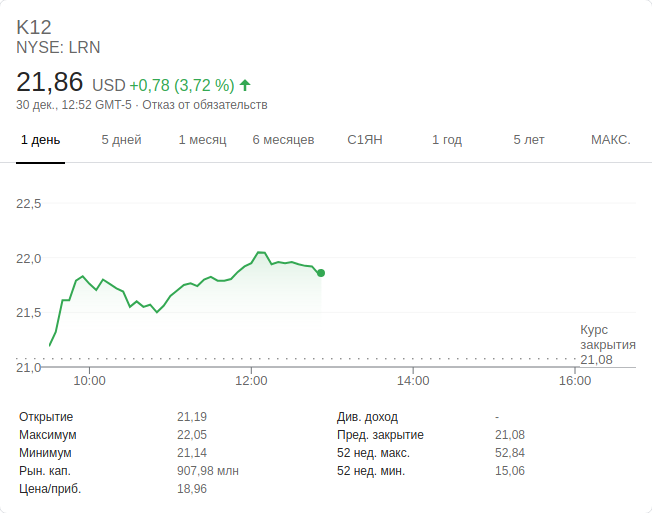 K12
NYSE: LRN
21,86 USD +0,78 (3,72 %)
30 дек., 12:52 GMT-5 · Отказ от обязательств
1 день 5 дней 1 месяц 6 месяцев С1ЯН 1 год 5 лет МАКС.
22,5
22,0
21,5
Курс
закрытия
21,08
21,0
10:00 12:00 14:00 16:00
Открытие 21,19 Див. доход -
Максимум 22,05 Пред. закрытие 21,08
Минимум 21,14 52 нед. макс. 52,84
Рын. кап. 907,98 млн 52 нед. мин. 15,06
Цена/приб. 18,96